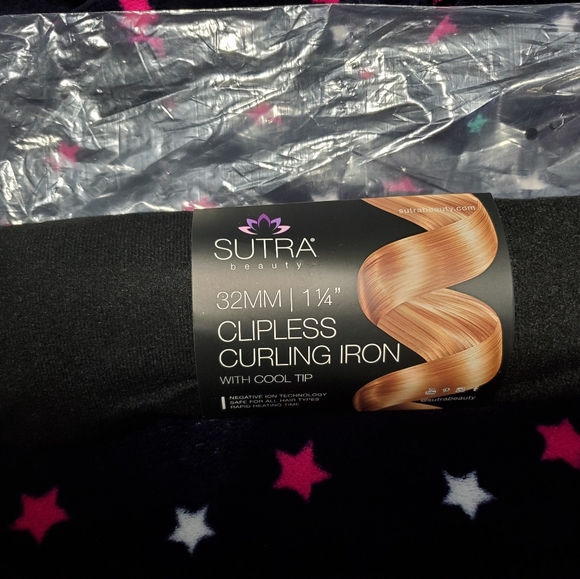 sutrabeauty.com
SUTRA®
beauty
32MM | 1¼"
CLIPLESS
CURLING IRON
WITH COOL TIP
NEGATIVE ION TECHNOLOGY
SAFE FOR ALL HAIR TYPES
RAPID HEATING TIME
@sutrabeauty